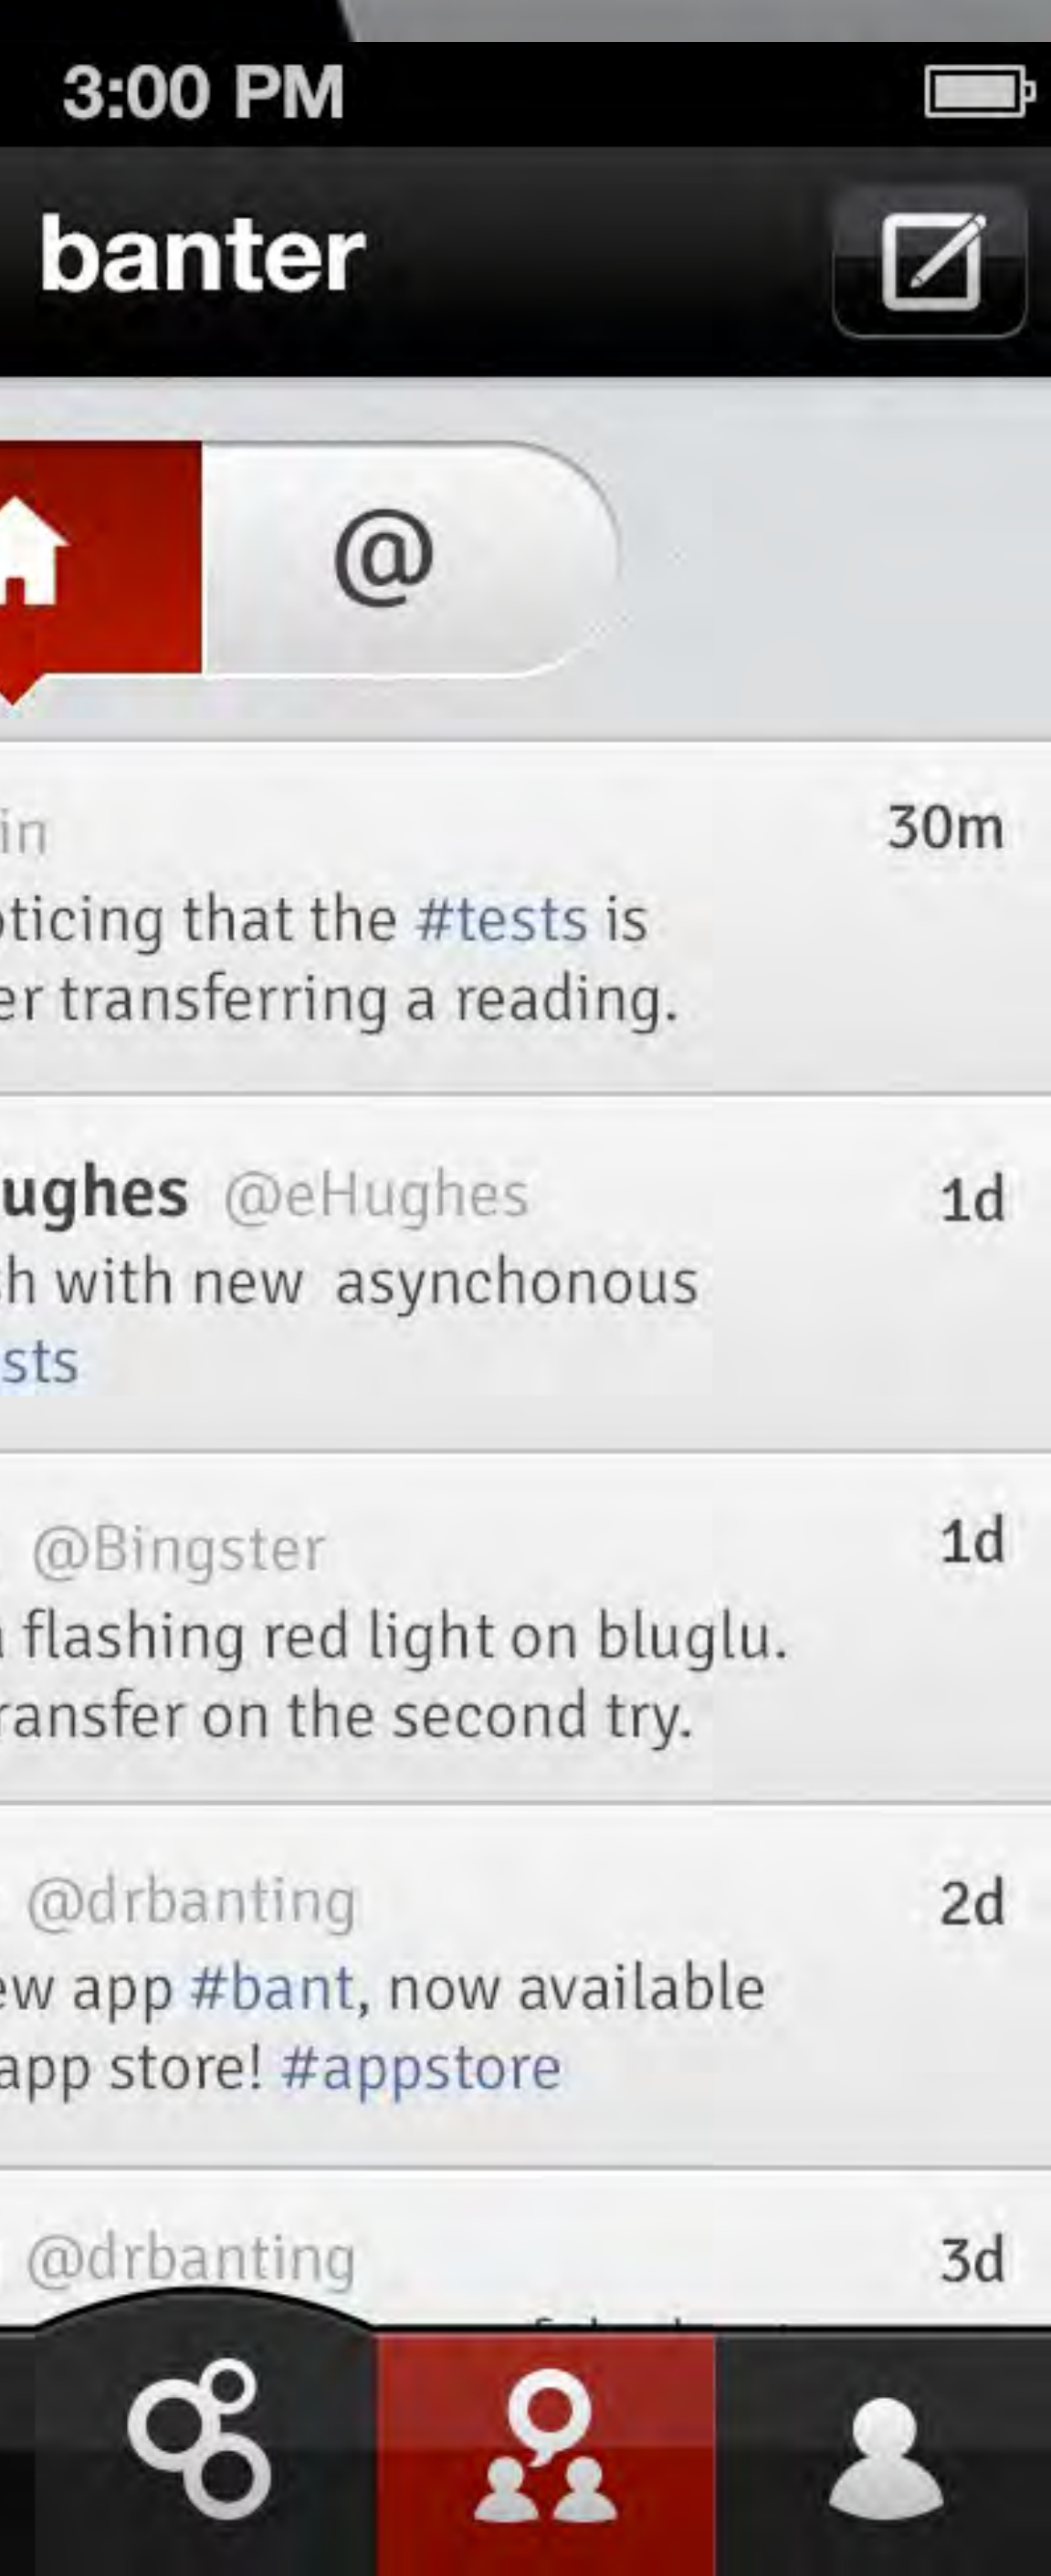 3:00 PM
banter
@
in
30m
oticing that the #tests is
er transferring a reading.
ughes @eHughes
1d
h with new asynchonous
sts
@Bingster
1d
flashing red light on bluglu.
ransfer on the second try.
@drbanting
2d
ew app #bant, now available
app store! #appstore
@drbanting
3d